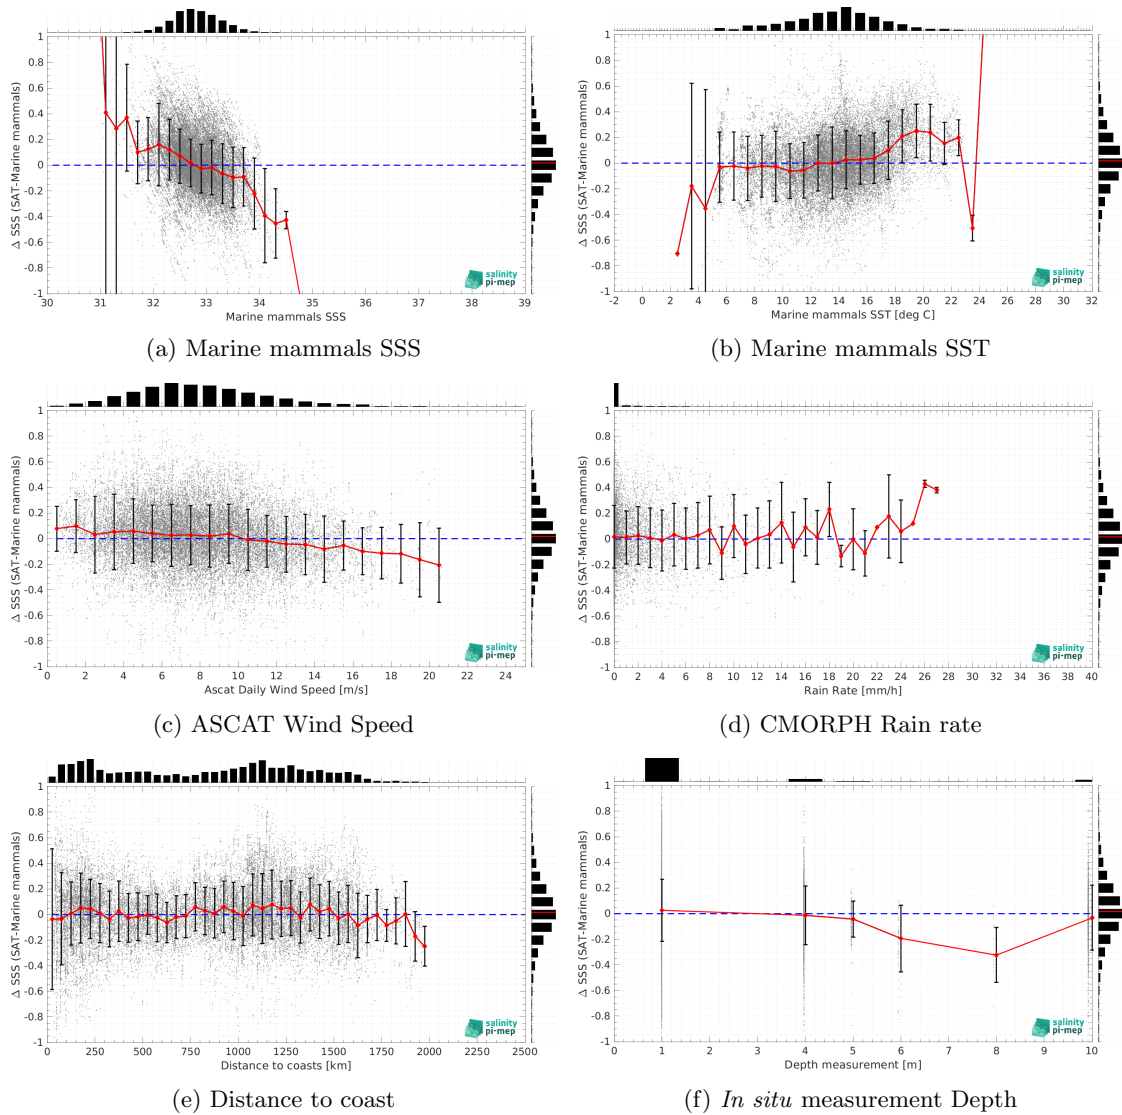 1
0.8
0.6
0.4
0.2
0
-0.2
-0.4
-0.6
-0.8
-1
Δ SSS (SAT-Marine mammals)
30 31 32 33 34 35 36 37 38 39
Marine mammals SSS
salinity
pi-mep
(a) Marine mammals SSS
1
0.8
0.6
0.4
0.2
0
-0.2
-0.4
-0.6
-0.8
-1
Δ SSS (SAT-Marine mammals)
-2 0 2 4 6 8 10 12 14 16 18 20 22 24 26 28 30 32
Marine mammals SST [deg C]
salinity
pi-mep
(b) Marine mammals SST
1
0.8
0.6
0.4
0.2
0
-0.2
-0.4
-0.6
-0.8
-1
Δ SSS (SAT-Marine mammals)
0 2 4 6 8 10 12 14 16 18 20 22 24
Ascat Daily Wind Speed [m/s]
salinity
pi-mep
(c) ASCAT Wind Speed
1
0.8
0.6
0.4
0.2
0
-0.2
-0.4
-0.6
-0.8
-1
Δ SSS (SAT-Marine mammals)
0 2 4 6 8 10 12 14 16 18 20 22 24 26 28 30 32 34 36 38 40
Rain Rate [mm/h]
salinity
pi-mep
(d) CMORPH Rain rate
1
0.8
0.6
0.4
0.2
0
-0.2
-0.4
-0.6
-0.8
-1
Δ SSS (SAT-Marine mammals)
0 250 500 750 1000 1250 1500 1750 2000 2250 2500
Distance to coasts [km]
salinity
pi-mep
(e) Distance to coast
1
0.8
0.6
0.4
0.2
0
-0.2
-0.4
-0.6
-0.8
-1
Δ SSS (SAT-Marine mammals)
0 1 2 3 4 5 6 7 8 9 10
Depth measurement [m]
salinity
pi-mep
(f) In situ measurement Depth